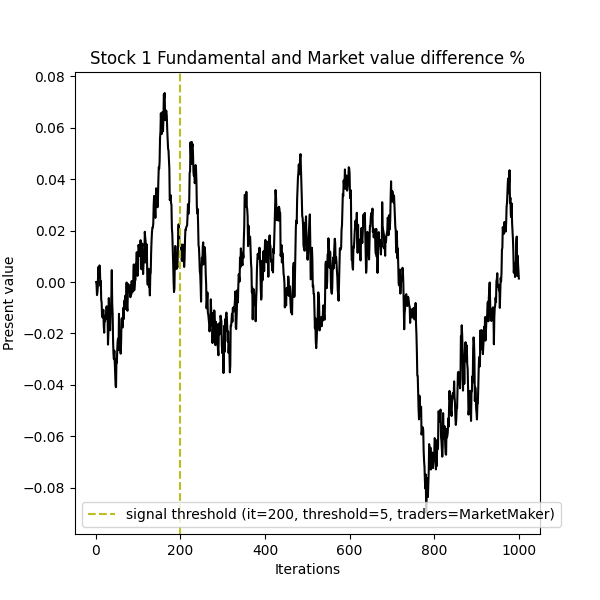 Stock 1 Fundamental and Market value difference %
0.08
0.06
0.04
0.02
0.00
−0.02
−0.04
−0.06
−0.08
Present value
signal threshold (it=200, threshold=5, traders=MarketMaker)
0 200 400 600 800 1000
Iterations